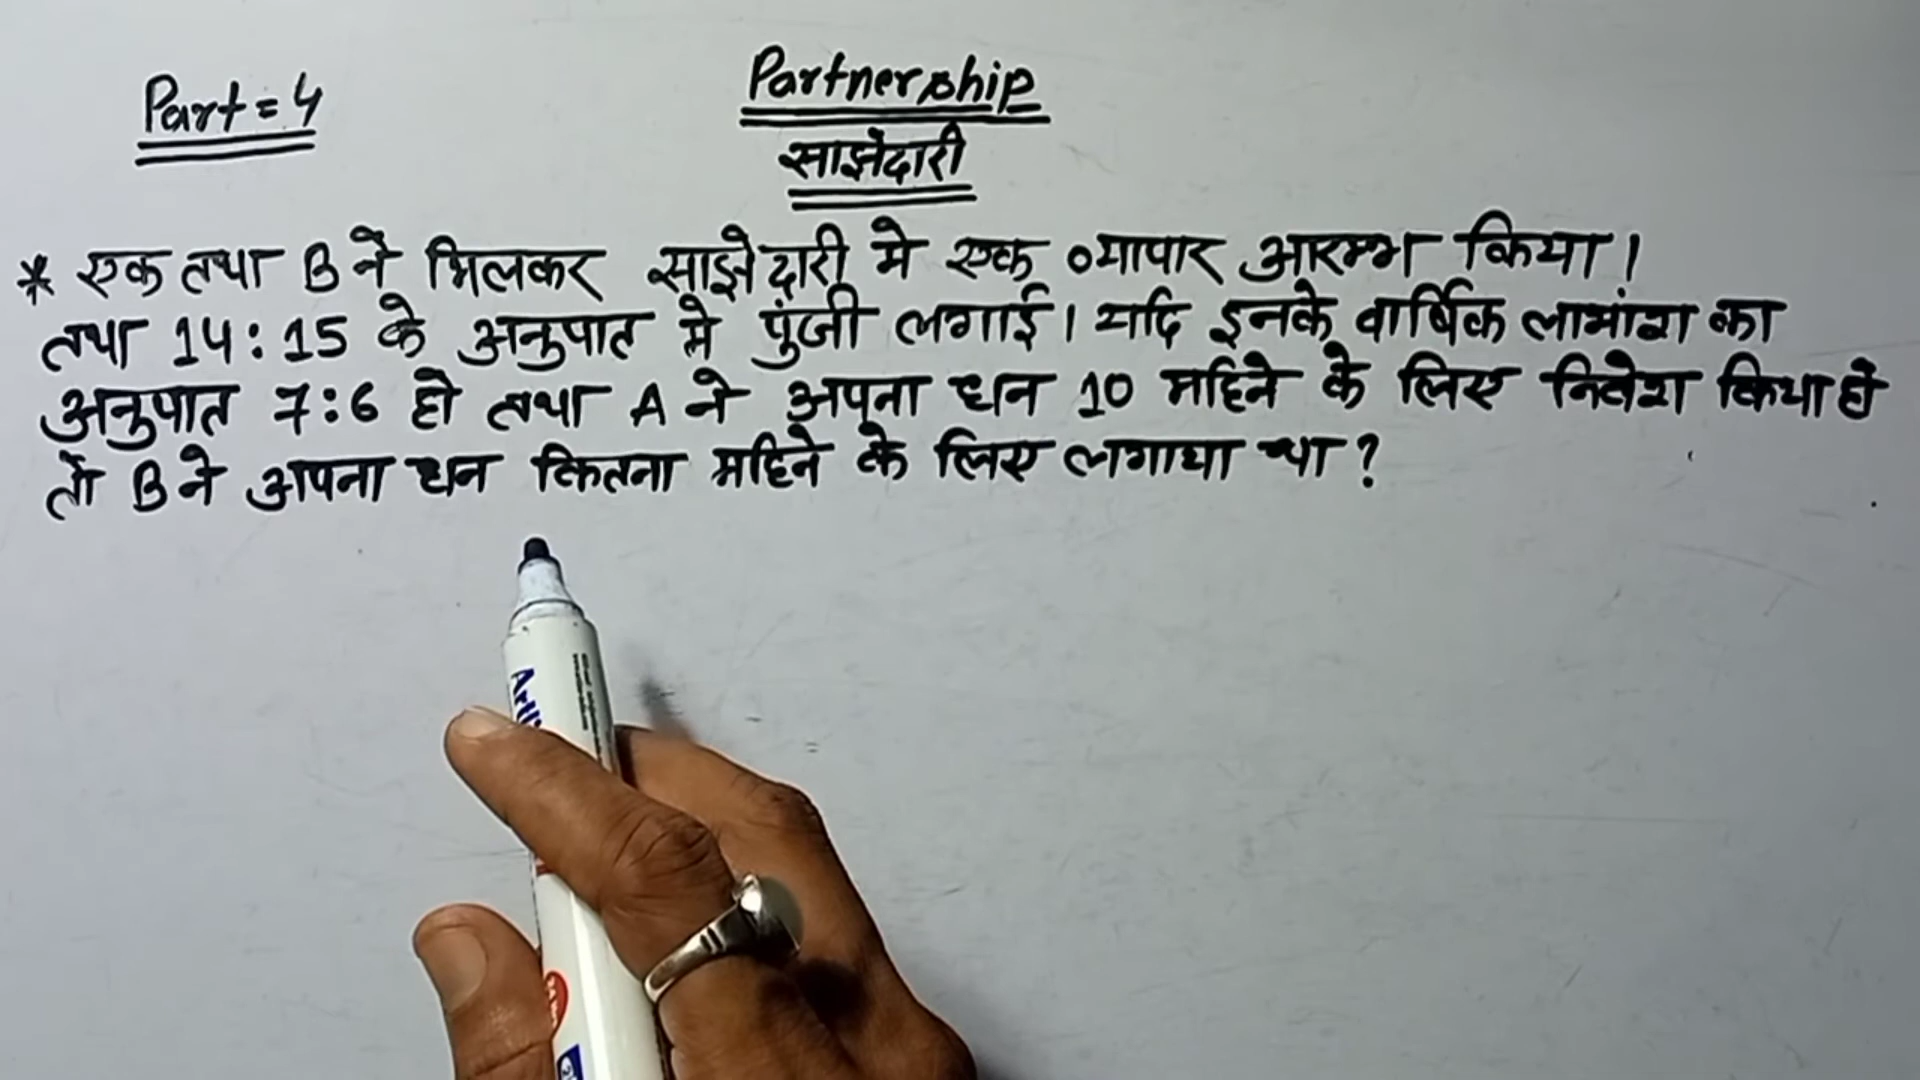 Part = 4
Partnership
साझेदारी
* एक तथा B ने मिलकर साझेदारी मे एक व्यापार आरम्भ किया।
तथा 14:15 के अनुपात मे पुंजी लगाई। यदि इनके वार्षिक लाभांश का
अनुपात 7:6 हो तथा A ने अपना धन 10 महिने के लिए निवेश किया हो
तो B ने अपना धन कितना महिने के लिए लगाया था?